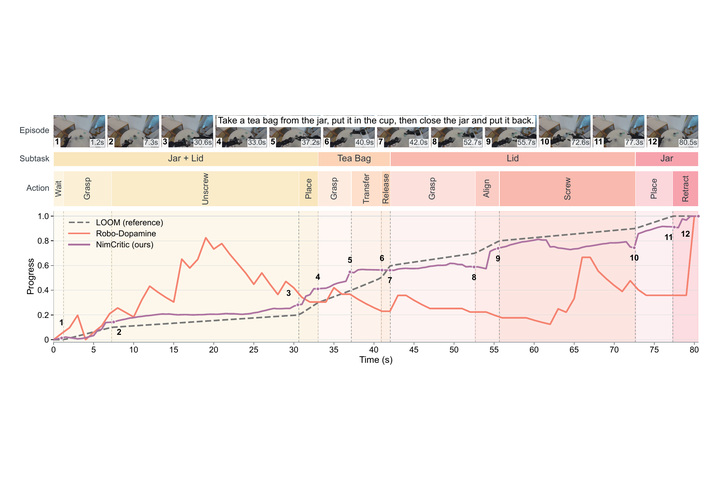 Take a tea bag from the jar, put it in the cup, then close the jar and put it back.
Episode
1 1.2s 2 7.3s 3 30.6s 4 33.0s 5 37.2s 6 40.9s 7 42.0s 8 52.7s 9 55.7s 10 72.6s 11 77.3s 12 80.5s
Subtask Jar + Lid Tea Bag Lid Jar
Action Wait Grasp Unscrew Place Grasp Transfer Release Grasp Align Screw Place Retract
Progress
1.0
0.8
0.6
0.4
0.2
0
LOOM (reference)
Robo-Dopamine
NimCritic (ours)
1 2 3 4 5 6 7 8 9 10 11 12
0 5 10 15 20 25 30 35 40 45 50 55 60 65 70 75 80
Time (s)